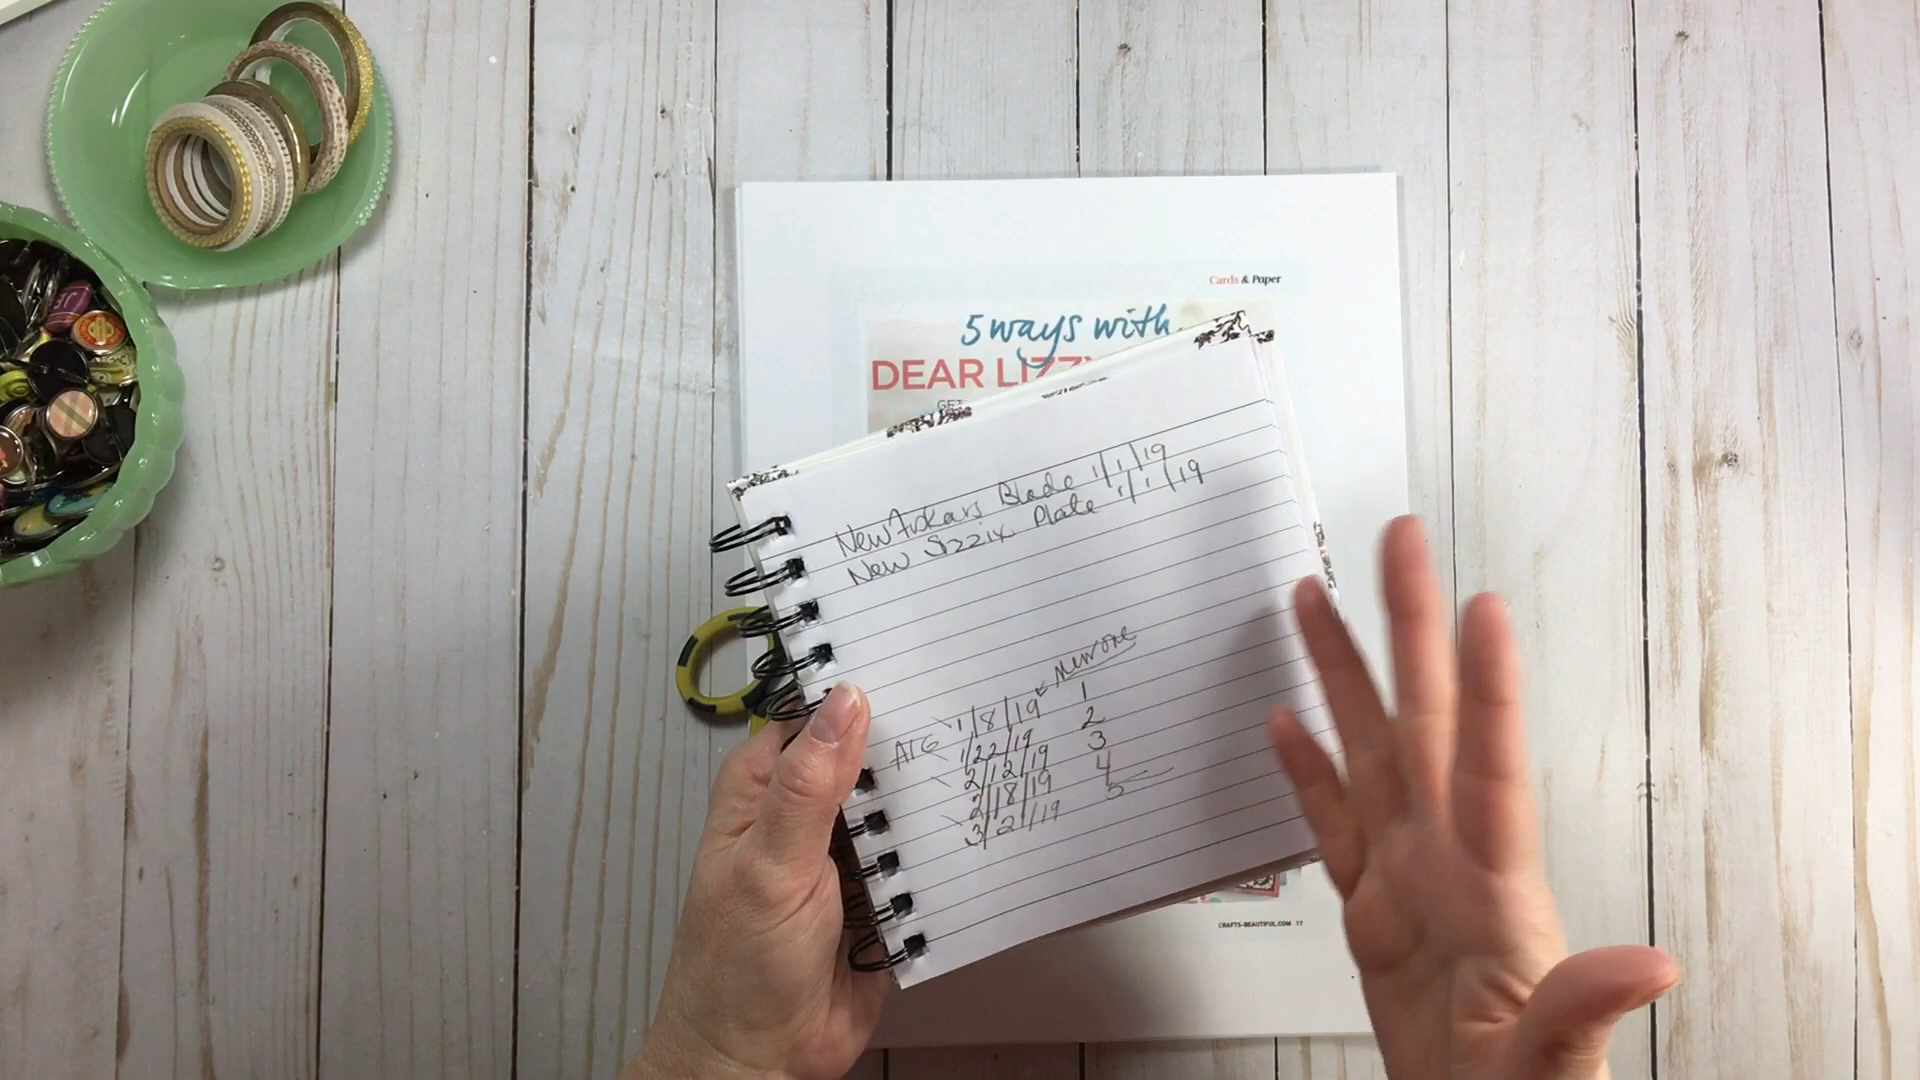 Cards & Paper
5 ways with
DEAR LIZZY
GET
New Fiskars Blade 1/1/19
New Sizzix Plate 1/1/19
New one
ATG 1/8/19 1
1/22/19 2
2/12/19 3
2/18/19 4
3/2/19 5
CRAFTS-BEAUTIFUL.COM 17